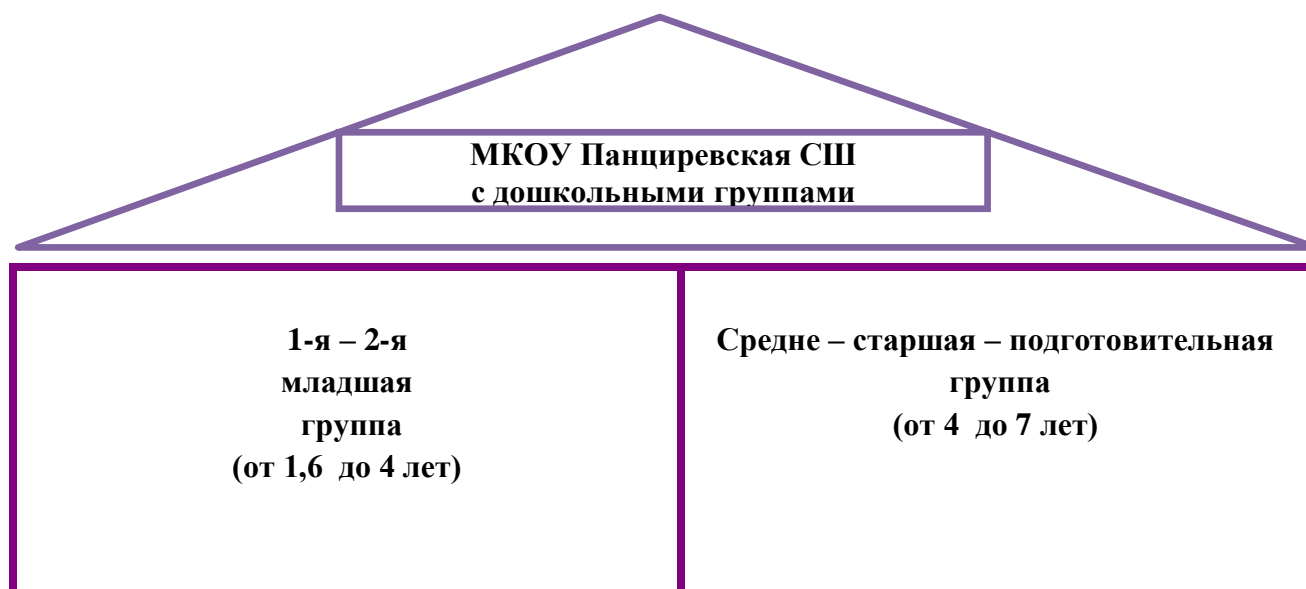 МКОУ Панциревская СШ
с дошкольными группами
1-я – 2-я
младшая
группа
(от 1,6 до 4 лет)
Средне – старшая – подготовительная
группа
(от 4 до 7 лет)